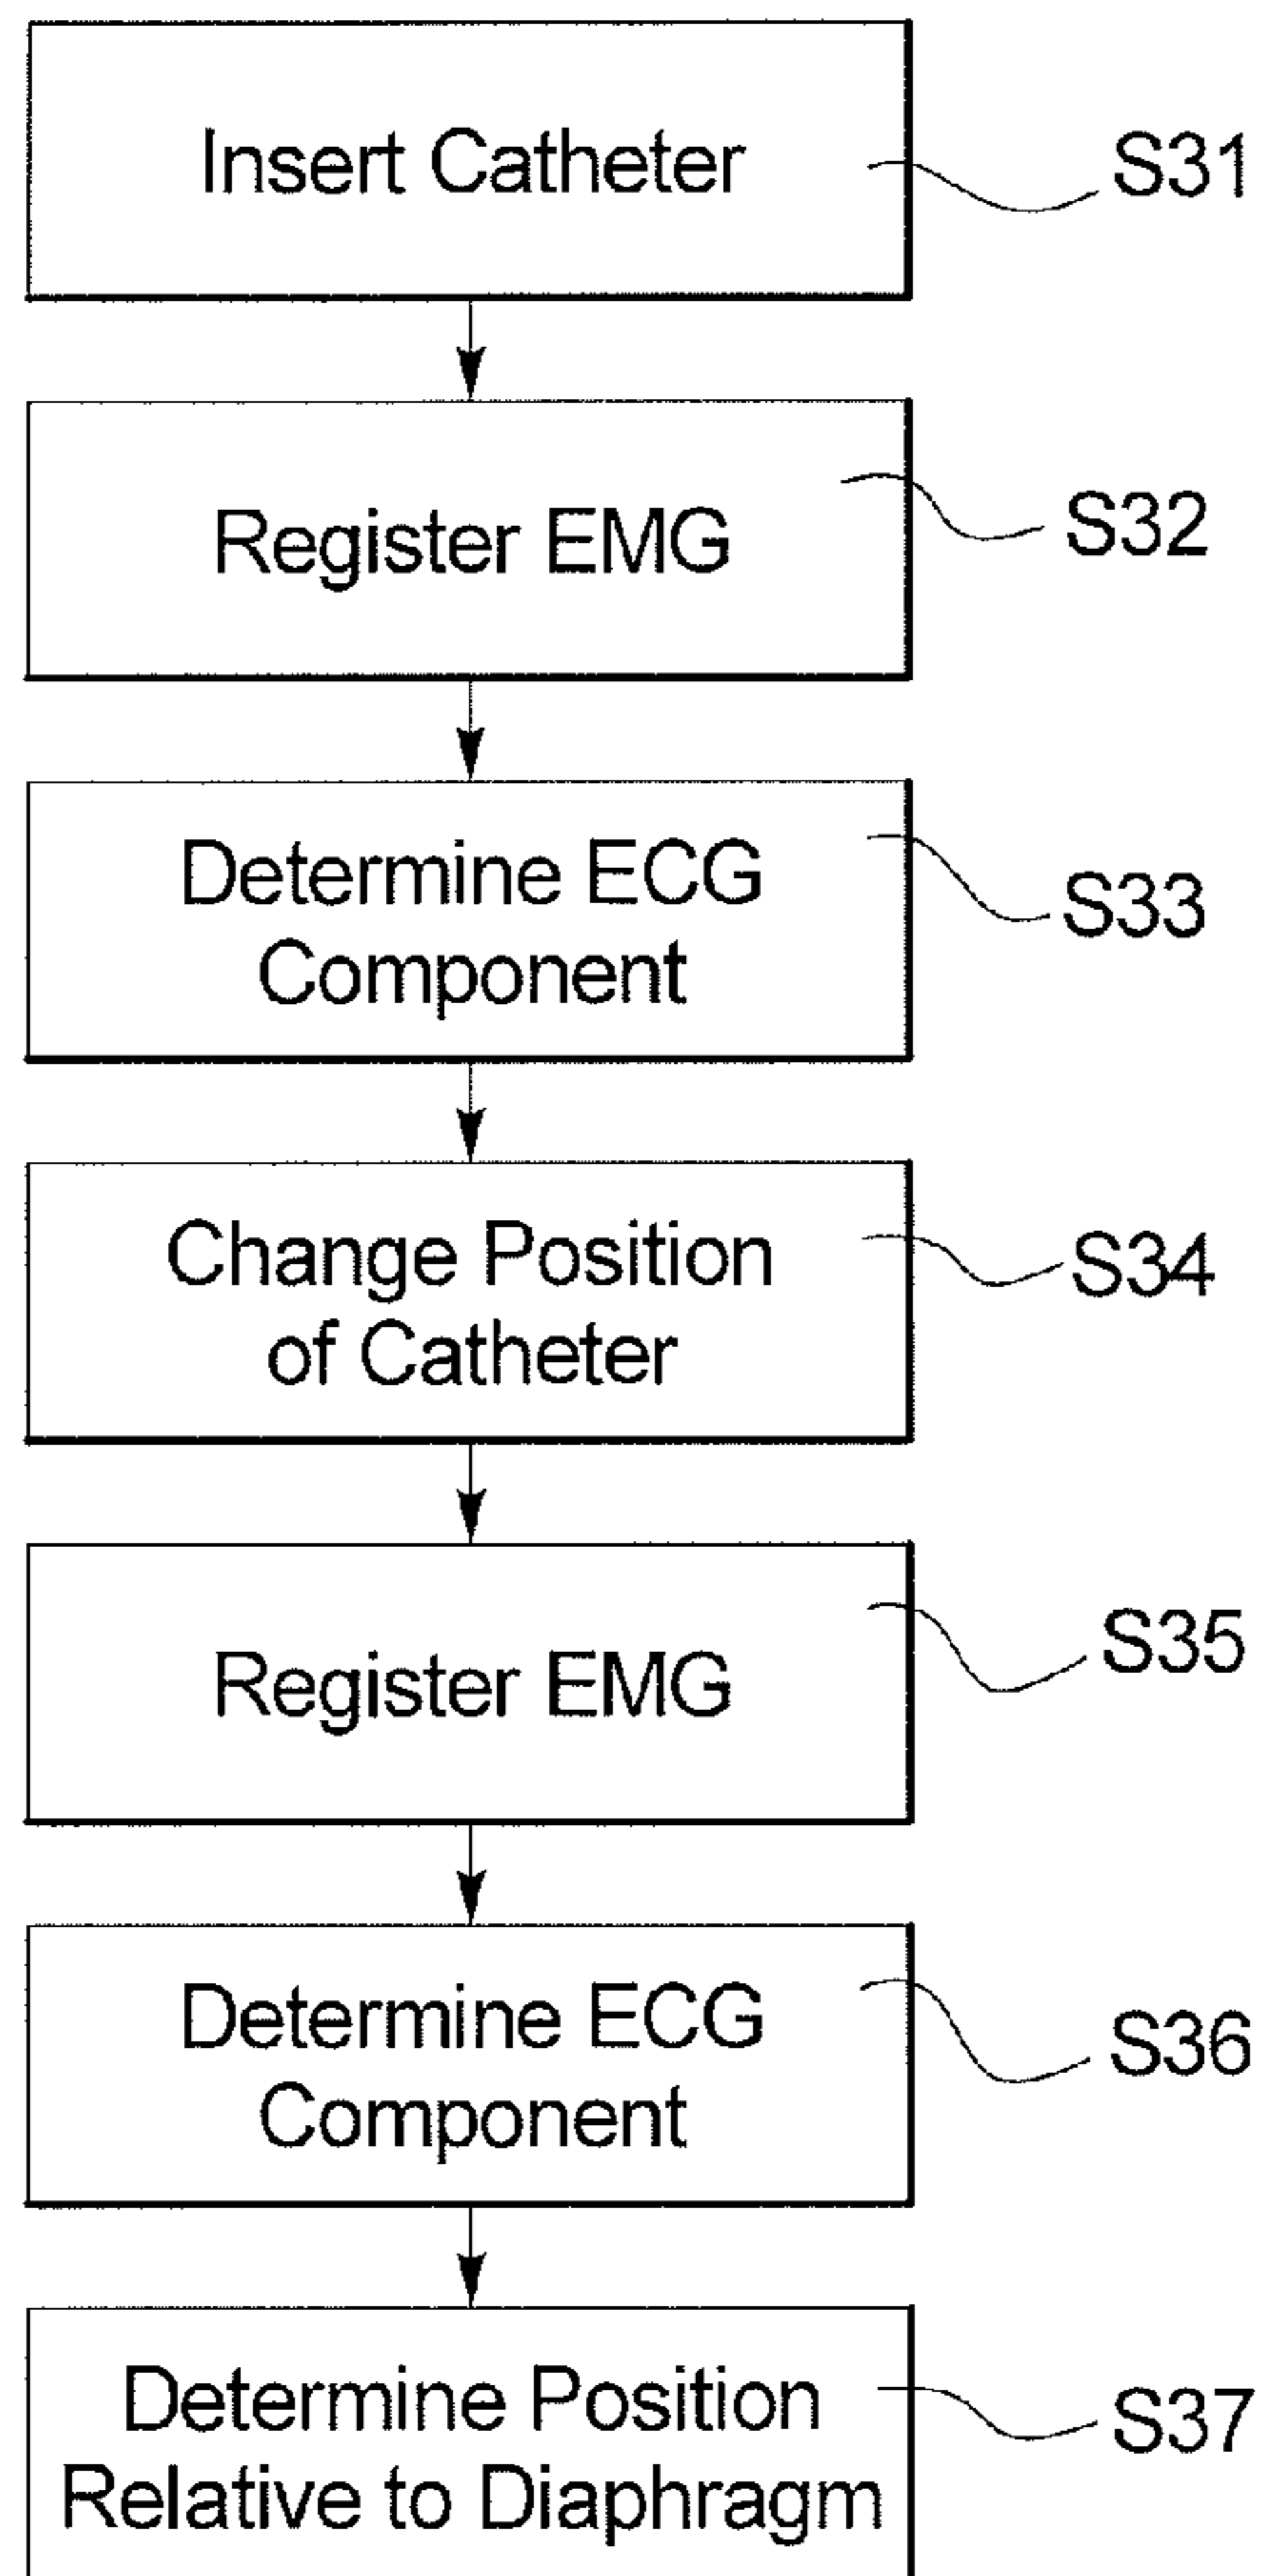 Insert Catheter
S31
Register EMG
S32
Determine ECG
Component
S33
Change Position
of Catheter
S34
Register EMG
S35
Determine ECG
Component
S36
Determine Position
Relative to Diaphragm
S37